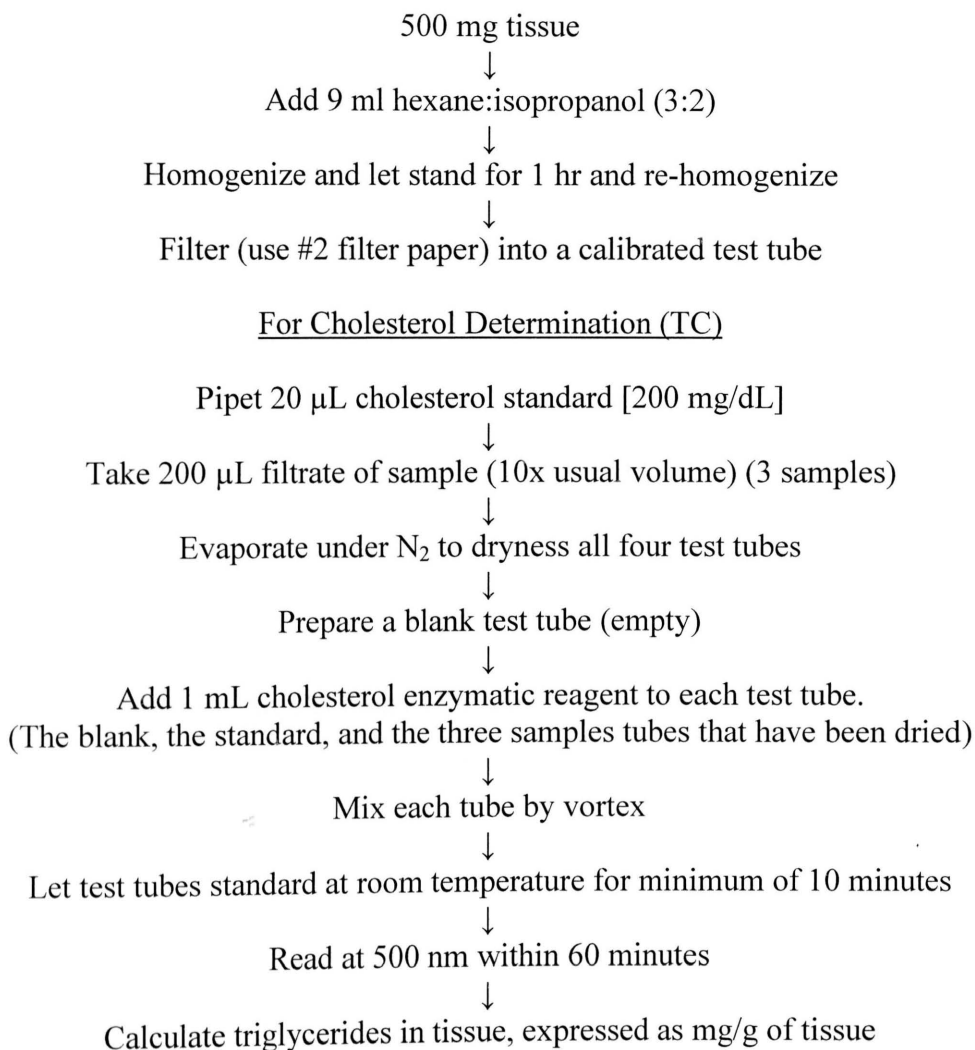 500 mg tissue
↓
Add 9 ml hexane:isopropanol (3:2)
↓
Homogenize and let stand for 1 hr and re-homogenize
↓
Filter (use #2 filter paper) into a calibrated test tube
For Cholesterol Determination (TC)
Pipet 20 μL cholesterol standard [200 mg/dL]
↓
Take 200 μL filtrate of sample (10x usual volume) (3 samples)
↓
Evaporate under N₂ to dryness all four test tubes
↓
Prepare a blank test tube (empty)
↓
Add 1 mL cholesterol enzymatic reagent to each test tube.
(The blank, the standard, and the three samples tubes that have been dried)
↓
Mix each tube by vortex
↓
Let test tubes standard at room temperature for minimum of 10 minutes
↓
Read at 500 nm within 60 minutes
↓
Calculate triglycerides in tissue, expressed as mg/g of tissue